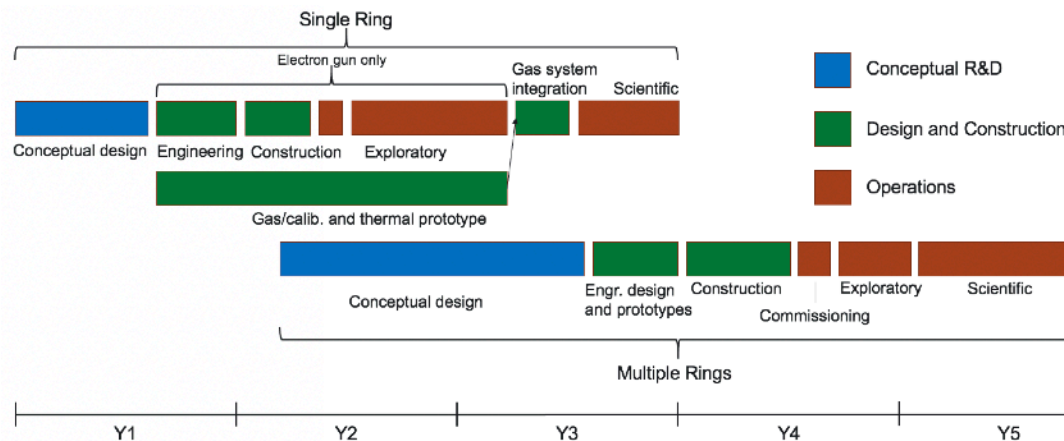 Single Ring
Electron gun only
Gas system
integration
Scientific
Conceptual R&D
Conceptual design
Engineering
Construction
Exploratory
Design and Construction
Gas/calib. and thermal prototype
Operations
Conceptual design
Engr. design
and prototypes
Construction
Commissioning
Exploratory
Scientific
Multiple Rings
Y1
Y2
Y3
Y4
Y5